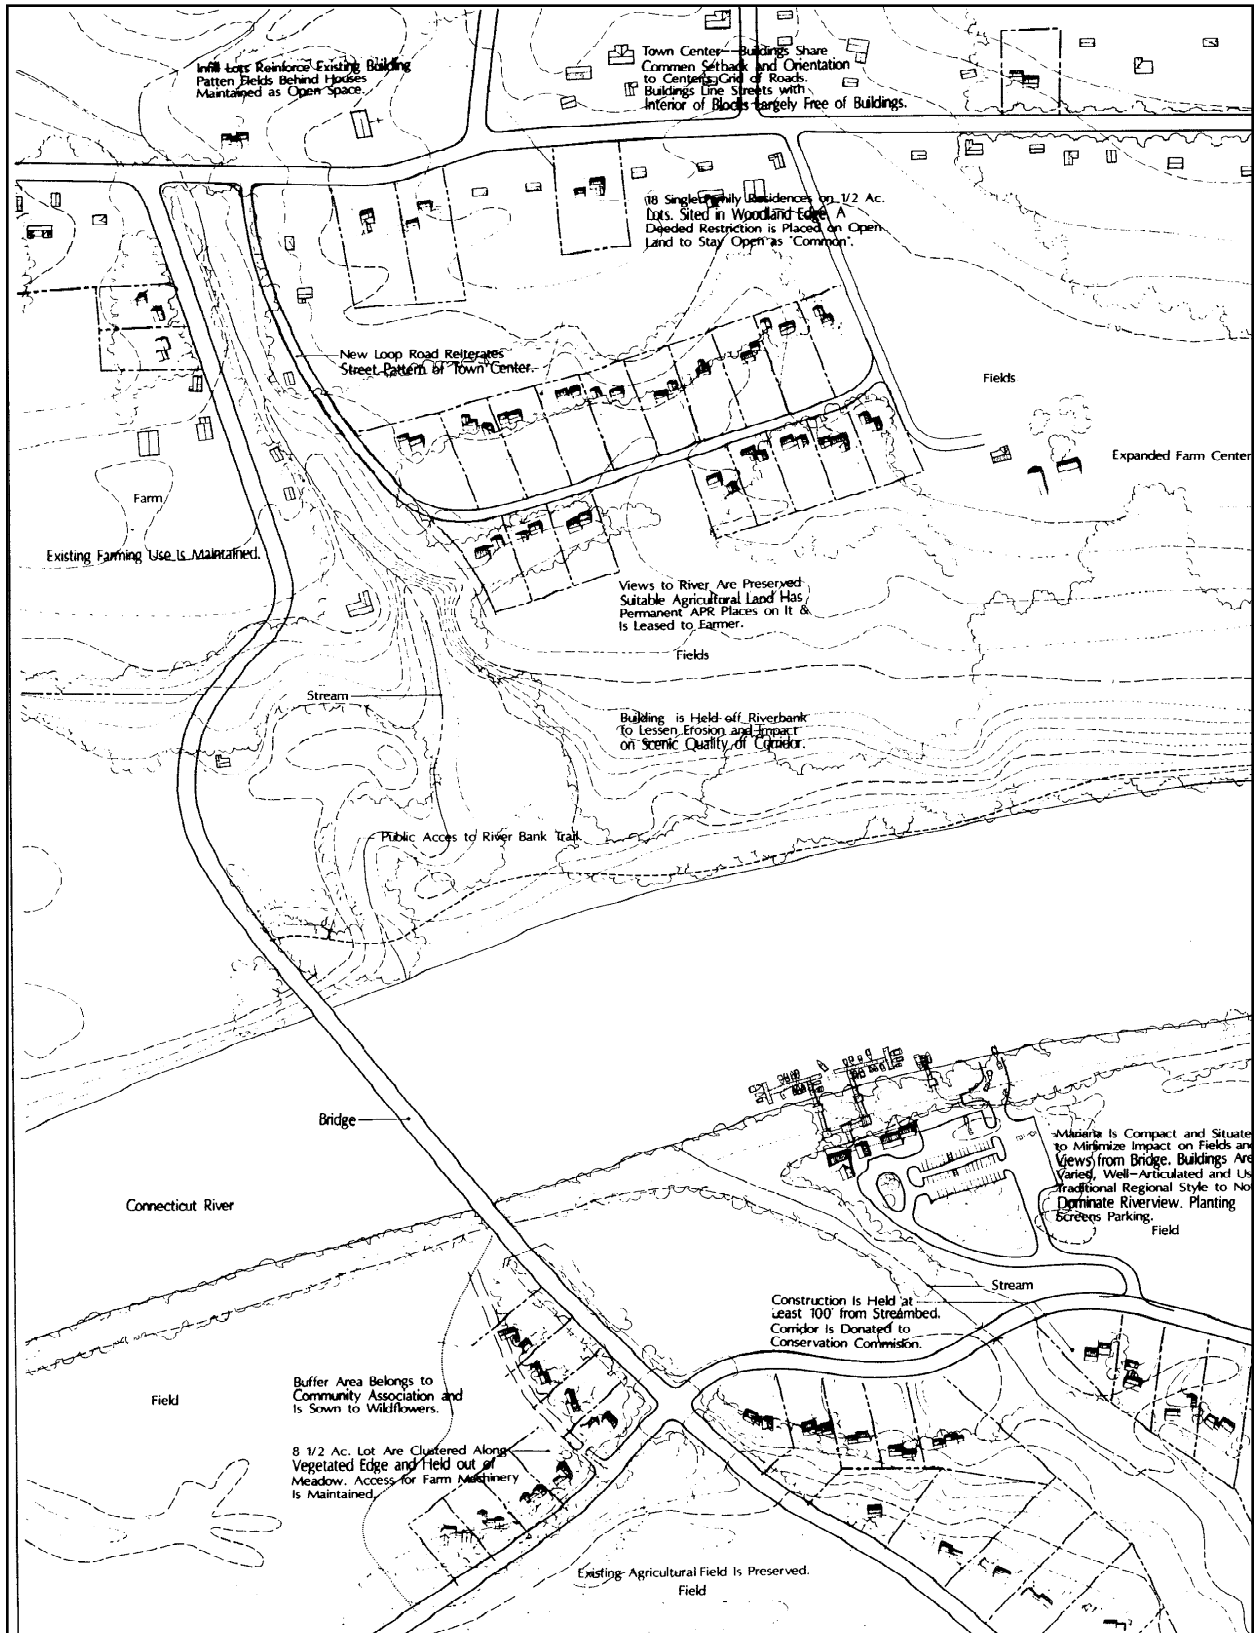 Infill Lots Reinforce Existing Building
Patten Fields Behind Houses
Maintained as Open Space.
Town Center--Buildings Share
Commen Setback and Orientation
to Center's Grid of Roads.
Buildings Line Streets with
Interior of Blocks Largely Free of Buildings.
18 Single Family Residences on 1/2 Ac.
Lots. Sited in Woodland Edge. A
Deeded Restriction is Placed on Open
Land to Stay Open as "Common".
New Loop Road Reiterates
Street Pattern of Town Center.
Fields
Expanded Farm Center
Farm
Existing Farming Use Is Maintained.
Views to River Are Preserved
Suitable Agricultural Land Has
Permanent APR Places on It &
Is Leased to Farmer.
Fields
Stream
Building is Held off Riverbank
to Lessen Erosion and Impact
on Scenic Quality of Corridor.
Public Acces to River Bank Trail
Bridge
Mariana Is Compact and Situate
to Minimize Impact on Fields and
Views from Bridge. Buildings Are
Varied, Well-Articulated and Us
Traditional Regional Style to No
Dominate Riverview. Planting
Screens Parking.
Field
Connecticut River
Stream
Construction Is Held at
Least 100' from Streambed.
Corridor Is Donated to
Conservation Commision.
Buffer Area Belongs to
Community Association and
Is Sown to Wildflowers.
Field
8 1/2 Ac. Lot Are Clustered Along
Vegetated Edge and Held out of
Meadow. Access for Farm Machinery
Is Maintained.
Existing Agricultural Field Is Preserved.
Field